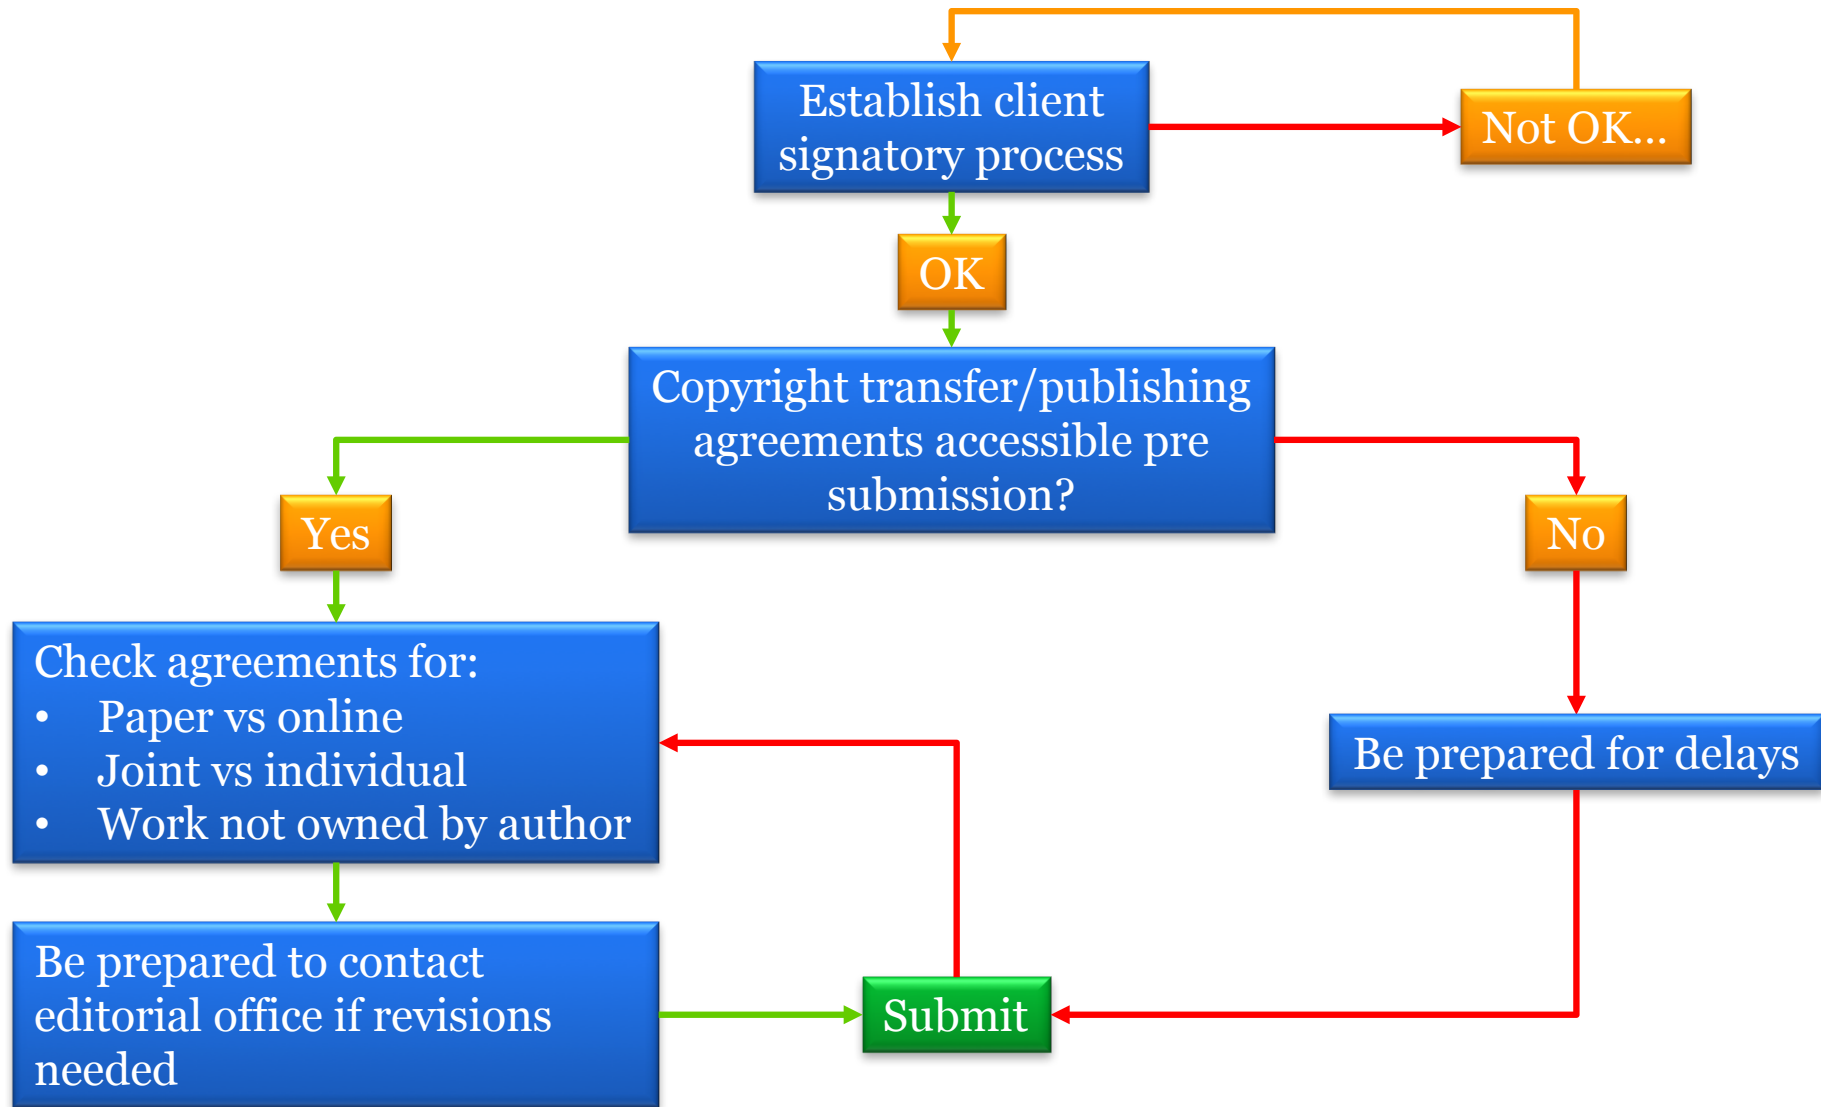 Establish client
signatory process
Not OK...
OK
Copyright transfer/publishing
agreements accessible pre
submission?
Yes
No
Check agreements for:
• Paper vs online
• Joint vs individual
• Work not owned by author
Be prepared for delays
Be prepared to contact
editorial office if revisions
needed
Submit